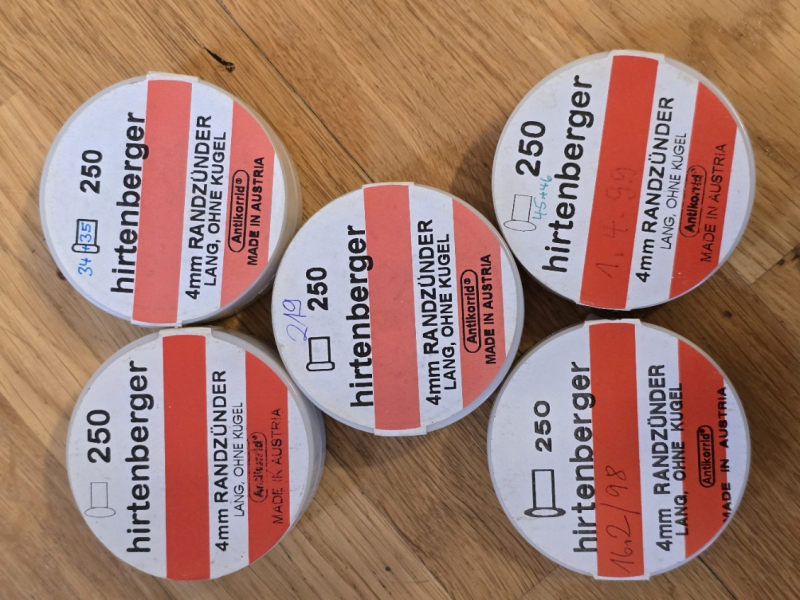 250
34+35
hirtenberger
4mm RANDZÜNDER
LANG, OHNE KUGEL
Antikorrid®
MADE IN AUSTRIA
250
45+46
hirtenberger
1.4.99
4mm RANDZÜNDER
LANG, OHNE KUGEL
Antikorrid®
MADE IN AUSTRIA
219
250
hirtenberger
4mm RANDZÜNDER
LANG, OHNE KUGEL
Antikorrid®
MADE IN AUSTRIA
250
hirtenberger
4mm RANDZÜNDER
LANG, OHNE KUGEL
Antikorrid®
MADE IN AUSTRIA
250
hirtenberger
16.2/98
4mm RANDZÜNDER
LANG, OHNE KUGEL
Antikorrid®
MADE IN AUSTRIA